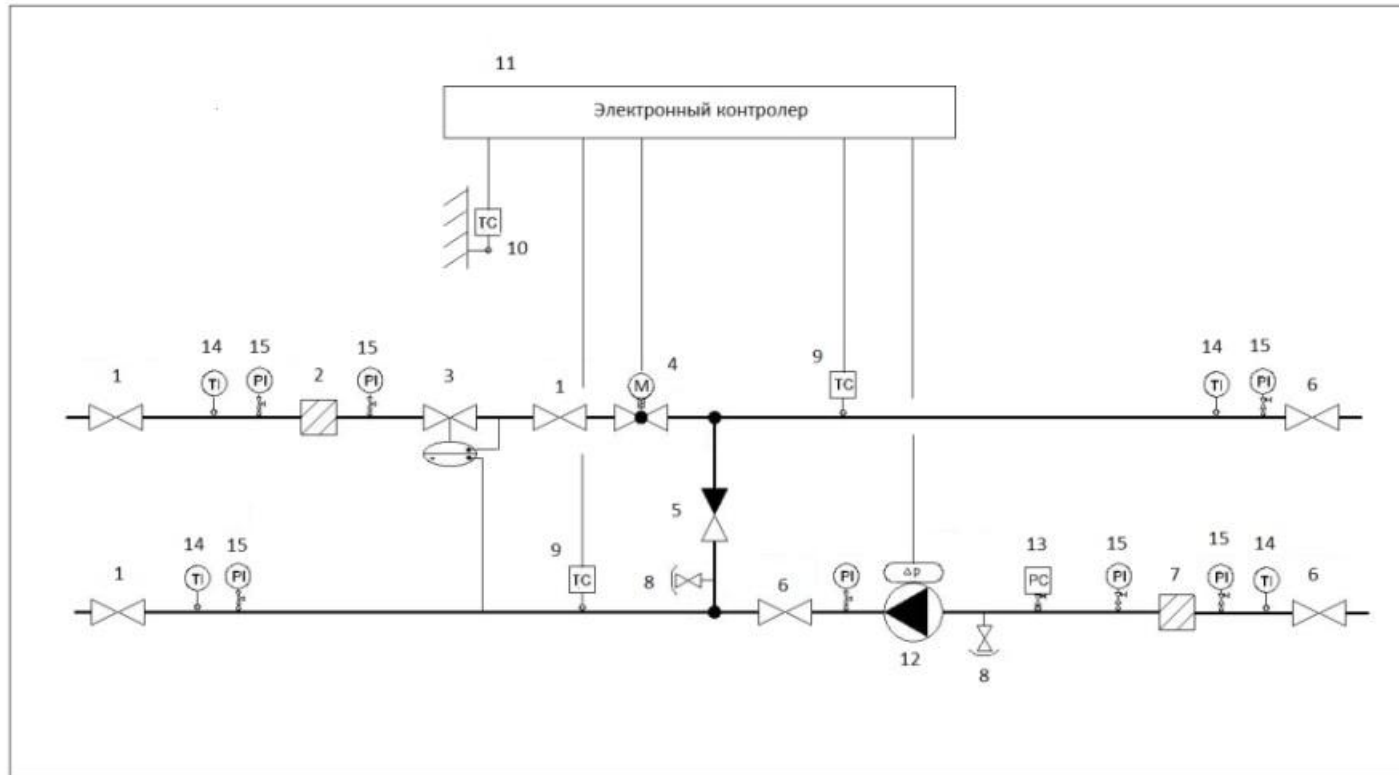 11
Электронный контролер
TC
10
14 15 15 4 9 14 15
1 2 3 1 6
TI PI PI M TC TI PI
5
14 15 9 13 15 15 14
1 8 6 7 6
TI PI TC PI Δp PC PI PI TI
12
8